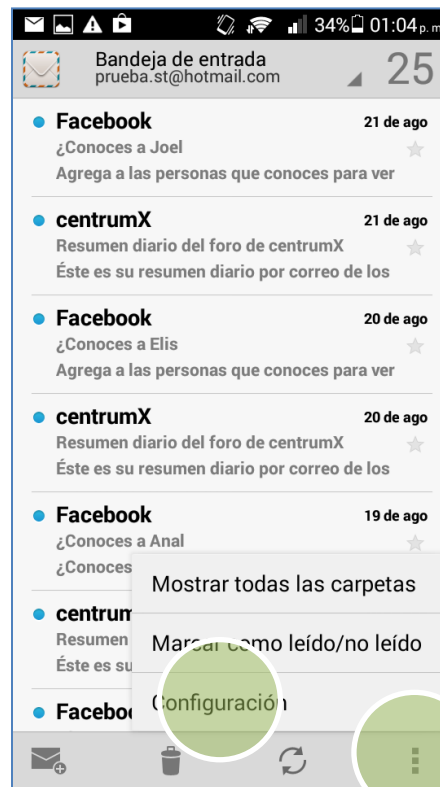 34% 01:04 p. m
Bandeja de entrada
prueba.st@hotmail.com
25
Facebook 21 de ago
¿Conoces a Joel
Agrega a las personas que conoces para ver
centrumX 21 de ago
Resumen diario del foro de centrumX
Éste es su resumen diario por correo de los
Facebook 20 de ago
¿Conoces a Elis
Agrega a las personas que conoces para ver
centrumX 20 de ago
Resumen diario del foro de centrumX
Éste es su resumen diario por correo de los
Facebook 19 de ago
¿Conoces a Anal
¿Conoces
centrum
Resumen
Éste es su
Facebo
Mostrar todas las carpetas
Marcar como leído/no leído
Configuración